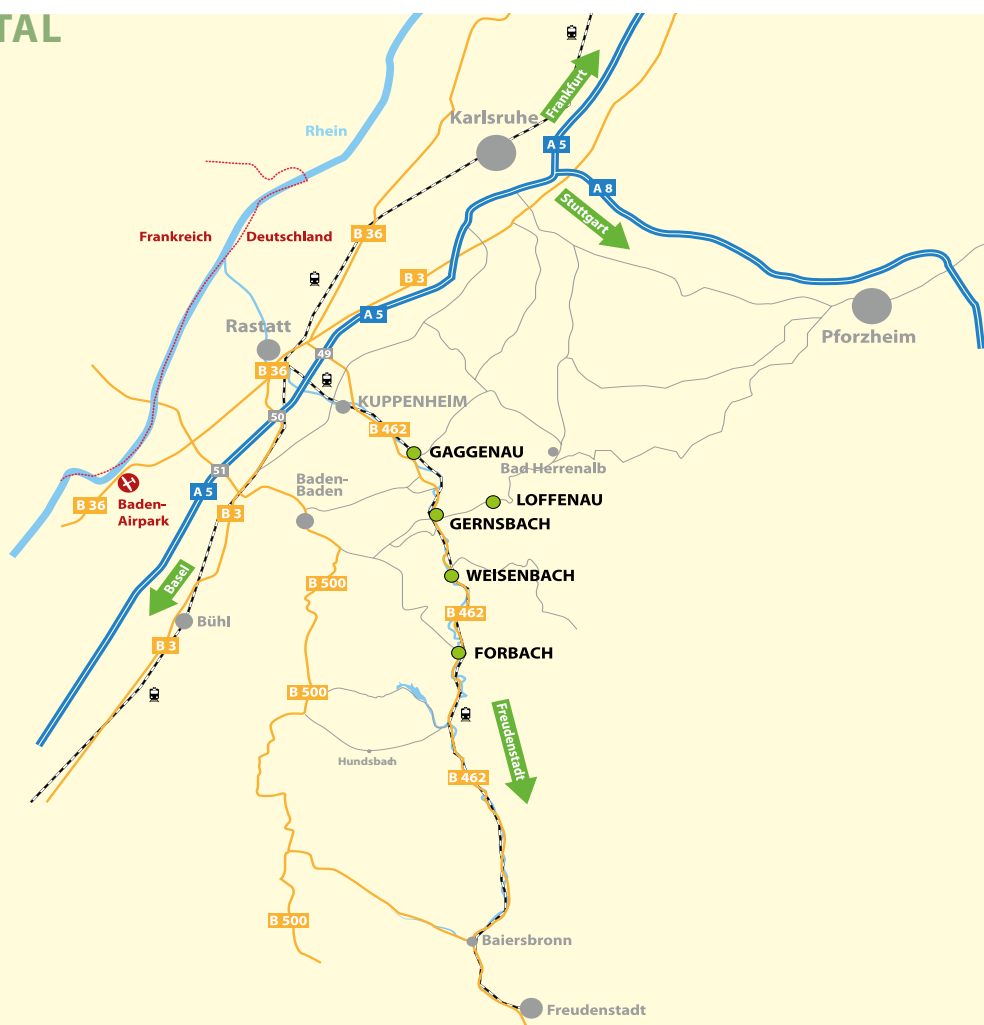 TAL
Frankfurt
Karlsruhe
Rhein
A 5
A 8
Stuttgart
Frankreich
Deutschland
B 36
B 3
A 5
Rastatt
Pforzheim
49
B 36
KUPPENHEIM
50
B 462
GAGGENAU
Bad Herrenalb
51
Baden-
Baden
A 5
LOFFENAU
B 36
Baden-
Airpark
B 3
GERNSBACH
Basel
WEISENBACH
B 500
B 462
Bühl
B 3
FORBACH
B 500
Freudenstadt
Hundsbach
B 462
B 500
Baiersbronn
Freudenstadt